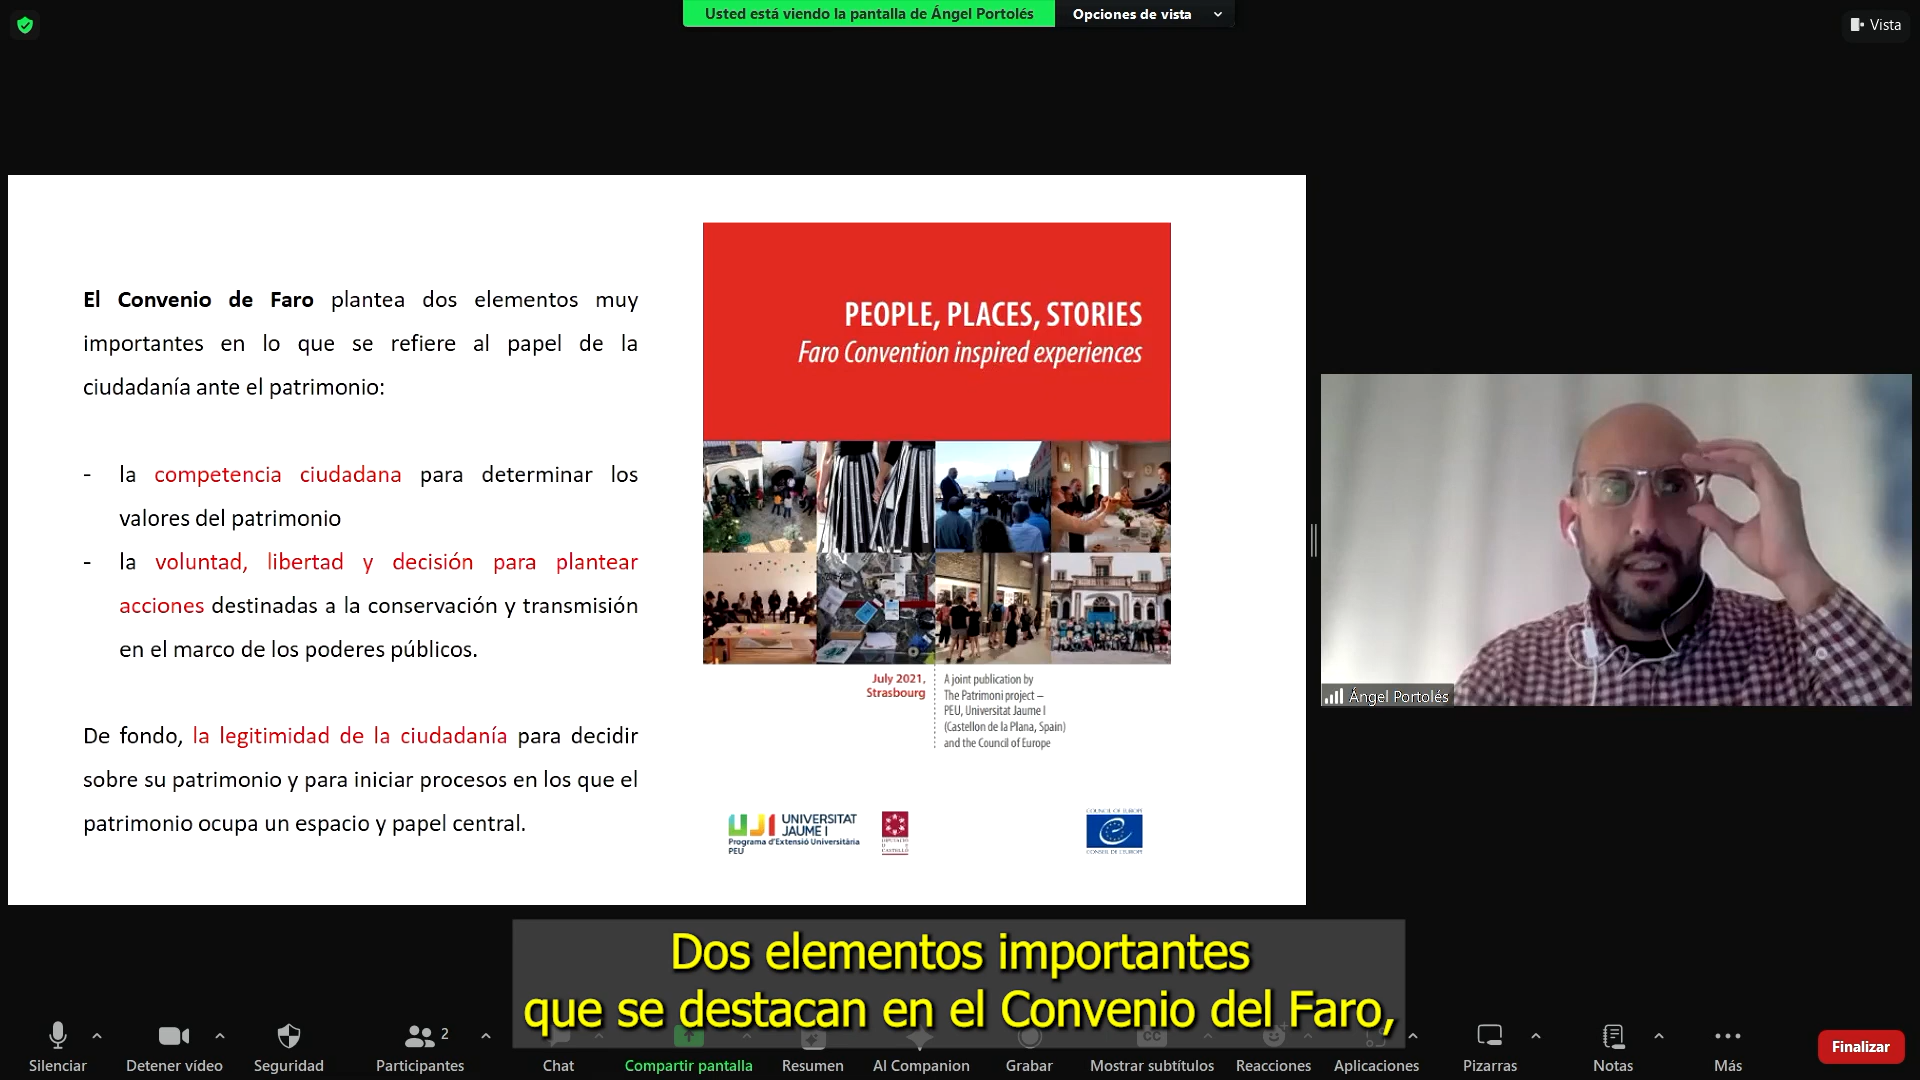 Usted está viendo la pantalla de Ángel Portolés
Opciones de vista
Vista
El Convenio de Faro plantea dos elementos muy
importantes en lo que se refiere al papel de la
ciudadanía ante el patrimonio:
- la competencia ciudadana para determinar los
valores del patrimonio
- la voluntad, libertad y decisión para plantear
acciones destinadas a la conservación y transmisión
en el marco de los poderes públicos.
De fondo, la legitimidad de la ciudadanía para decidir
sobre su patrimonio y para iniciar procesos en los que el
patrimonio ocupa un espacio y papel central.
PEOPLE, PLACES, STORIES
Faro Convention inspired experiences
July 2021,
Strasbourg
A joint publication by
The Patrimoni project –
PEU, Universitat Jaume I
(Castellon de la Plana, Spain)
and the Council of Europe
UJI UNIVERSITAT
JAUME I
Programa d'Extensió Universitària
PEU
COUNCIL OF EUROPE
CONSEIL DE L'EUROPE
Ángel Portolés
Dos elementos importantes
que se destacan en el Convenio del Faro,
2
CC
Silenciar
Detener vídeo
Seguridad
Participantes
Chat
Compartir pantalla
Resumen
AI Companion
Grabar
Mostrar subtítulos
Reacciones
Aplicaciones
Pizarras
Notas
Más
Finalizar